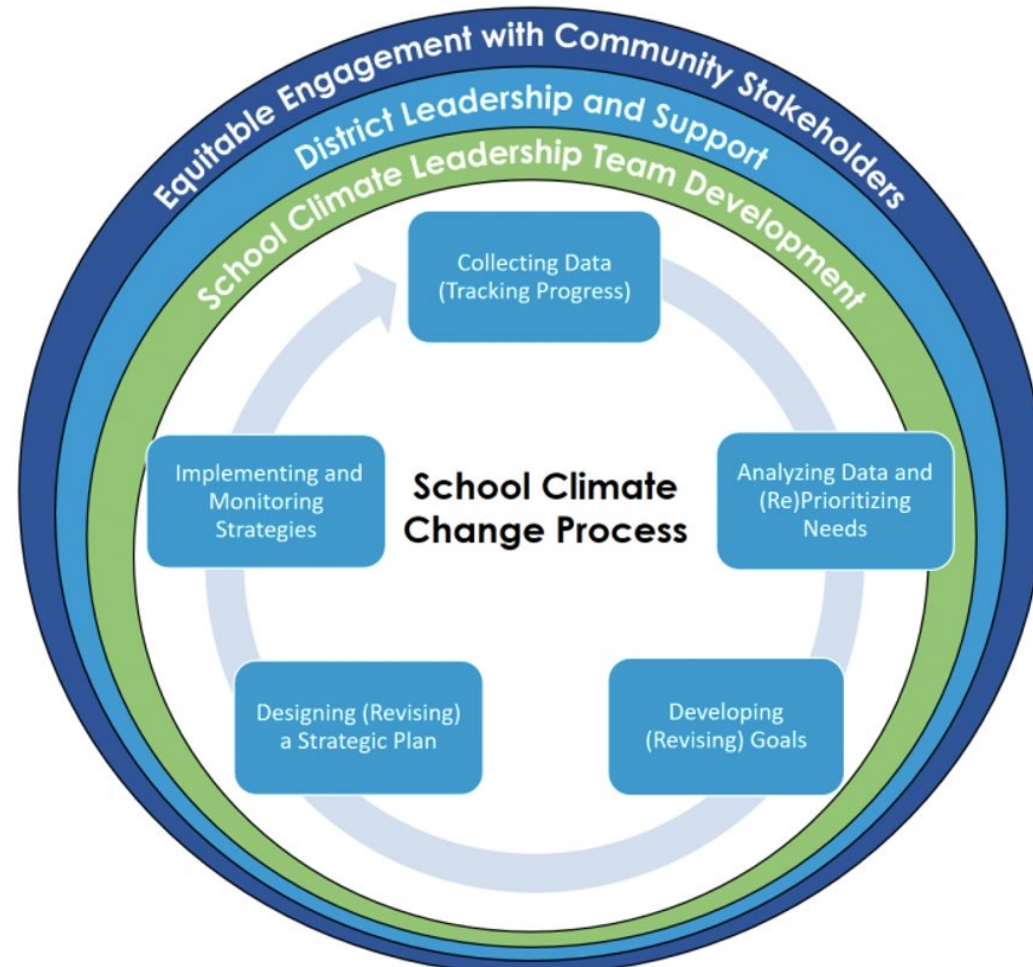 Equitable Engagement with Community Stakeholders
District Leadership and Support
School Climate Leadership Team Development
Collecting Data
(Tracking Progress)
Analyzing Data and
(Re)Prioritizing
Needs
Developing
(Revising) Goals
Designing (Revising)
a Strategic Plan
Implementing and
Monitoring
Strategies
School Climate
Change Process